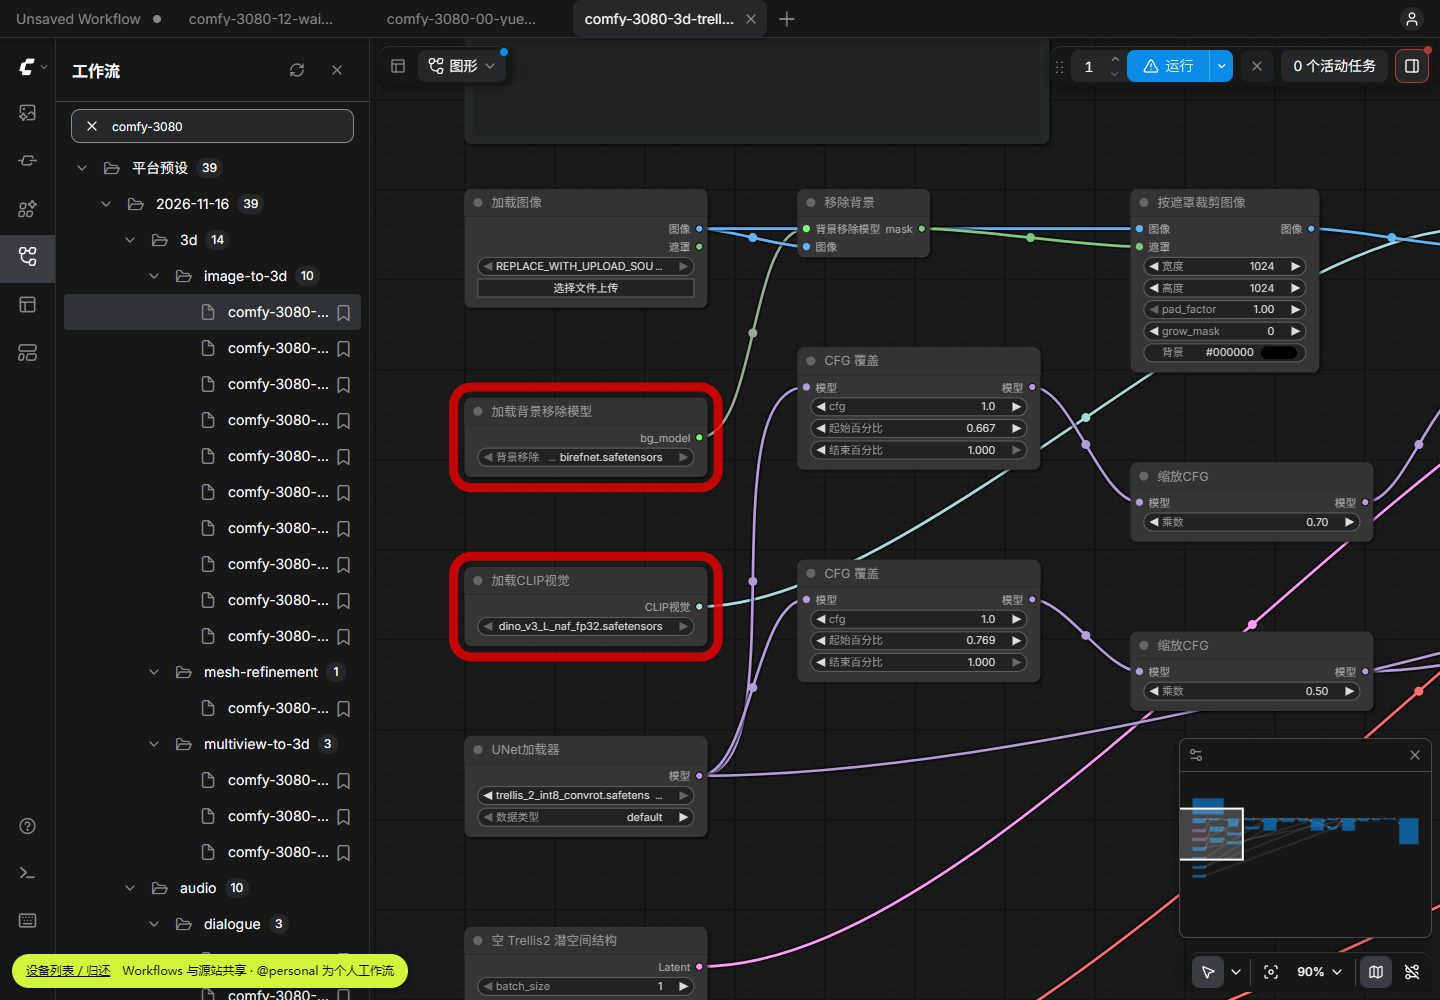 Unsaved Workflow
comfy-3080-12-wai...
comfy-3080-00-yue...
comfy-3080-3d-trell...
工作流
comfy-3080
平台预设 39
2026-11-16 39
3d 14
image-to-3d 10
comfy-3080-...
comfy-3080-...
comfy-3080-...
comfy-3080-...
comfy-3080-...
comfy-3080-...
comfy-3080-...
comfy-3080-...
comfy-3080-...
comfy-3080-...
mesh-refinement 1
comfy-3080-...
multiview-to-3d 3
comfy-3080-...
comfy-3080-...
comfy-3080-...
audio 10
dialogue 3
comfy-3080-...
设备列表 / 归还 Workflows 与源站共享 · @personal 为个人工作流
图形
1
运行
0 个活动任务
加载图像
图像
遮罩
REPLACE_WITH_UPLOAD_SOU ...
选择文件上传
移除背景
背景移除模型 mask
图像
按遮罩裁剪图像
图像 图像
遮罩
宽度 1024
高度 1024
pad_factor 1.00
grow_mask 0
背景 #000000
加载背景移除模型
bg_model
背景移除 ... birefnet.safetensors
CFG 覆盖
模型 模型
cfg 1.0
起始百分比 0.667
结束百分比 1.000
缩放CFG
模型 模型
乘数 0.70
加载CLIP视觉
CLIP视觉
dino_v3_L_naf_fp32.safetensors
CFG 覆盖
模型 模型
cfg 1.0
起始百分比 0.769
结束百分比 1.000
缩放CFG
模型 模型
乘数 0.50
UNet加载器
模型
trellis_2_int8_convrot.safetens ...
数据类型 default
空 Trellis2 潜空间结构
Latent
batch_size 1
90%